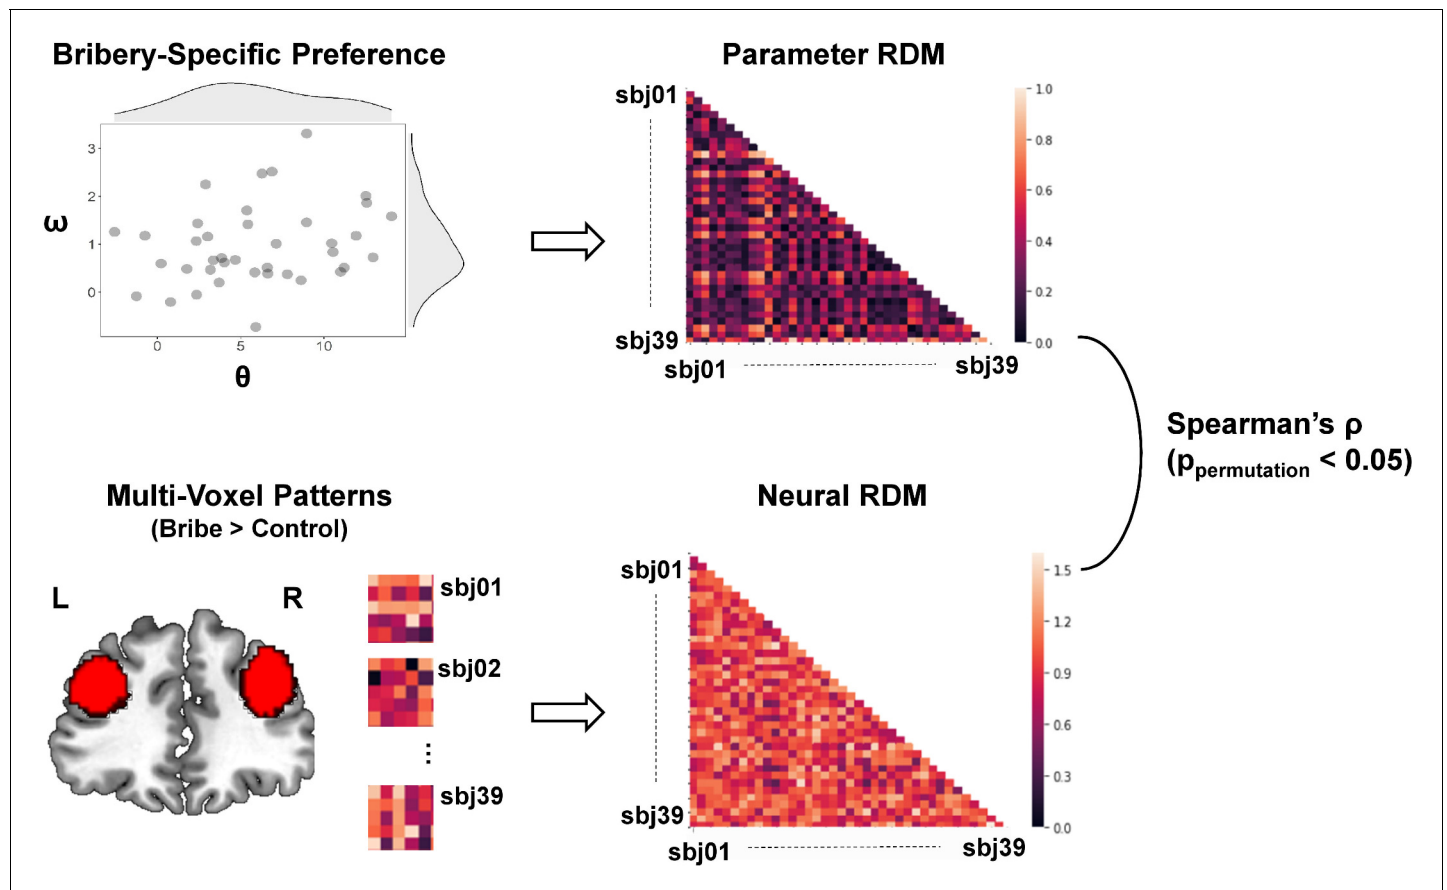 Bribery-Specific Preference
3
2
1
0
ω
0
5
10
θ
Parameter RDM
sbj01
sbj39
sbj01
sbj39
1.0
0.8
0.6
0.4
0.2
0.0
Spearman's ρ
(ppermutation < 0.05)
Multi-Voxel Patterns
(Bribe > Control)
L
R
sbj01
sbj02
⋮
sbj39
Neural RDM
sbj01
sbj39
sbj01
sbj39
1.5
1.2
0.9
0.6
0.3
0.0